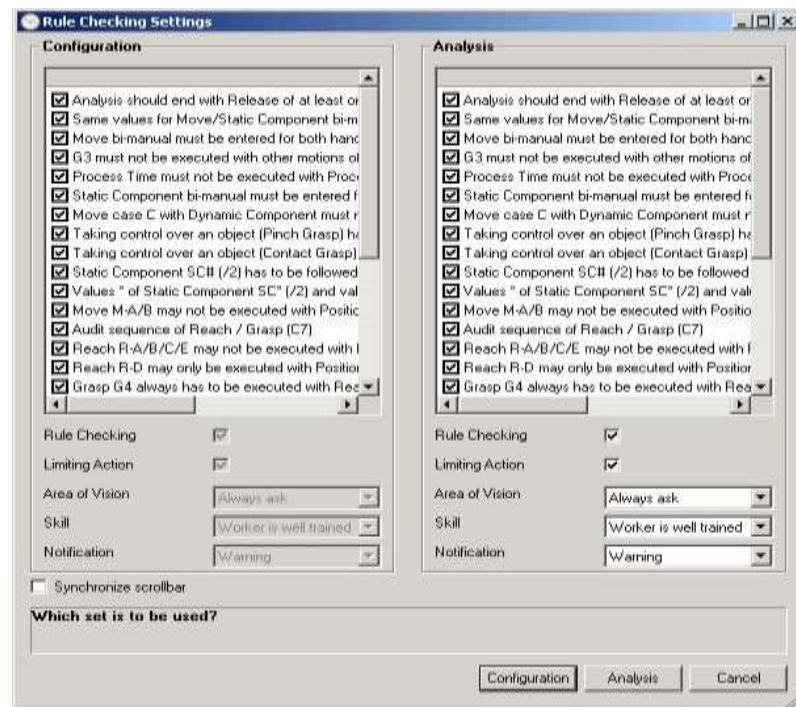 Rule Checking Settings
Configuration
Analysis should end with Release of at least or
Same values for Move/Static Component bi-m
Move bi-manual must be entered for both hanc
G3 must not be executed with other motions of
Process Time must not be executed with Proce
Static Component bi-manual must be entered f
Move case C with Dynamic Component must r
Taking control over an object (Pinch Grasp) ha
Taking control over an object (Contact Grasp)
Static Component SC# (/2) has to be followed
Values " of Static Component SC" (/2) and val
Move M-A/B may not be executed with Positic
Audit sequence of Reach / Grasp (C7)
Reach R-A/B/C/E may not be executed with I
Reach R-D may only be executed with Position
Grasp G4 always has to be executed with Rea
Rule Checking
Limiting Action
Area of Vision Always ask
Skill Worker is well trained
Notification Warning
Analysis
Analysis should end with Release of at least or
Same values for Move/Static Component bi-m
Move bi-manual must be entered for both hanc
G3 must not be executed with other motions of
Process Time must not be executed with Proce
Static Component bi-manual must be entered fo
Move case C with Dynamic Component must r
Taking control over an object (Pinch Grasp) ha
Taking control over an object (Contact Grasp)
Static Component SC# (/2) has to be followed
Values " of Static Component SC" (/2) and valu
Move M-A/B may not be executed with Positio
Audit sequence of Reach / Grasp (C7)
Reach R-A/B/C/E may not be executed with I
Reach R-D may only be executed with Position
Grasp G4 always has to be executed with Rea
Rule Checking
Limiting Action
Area of Vision Always ask
Skill Worker is well trained
Notification Warning
Synchronize scrollbar
Which set is to be used?
Configuration Analysis Cancel